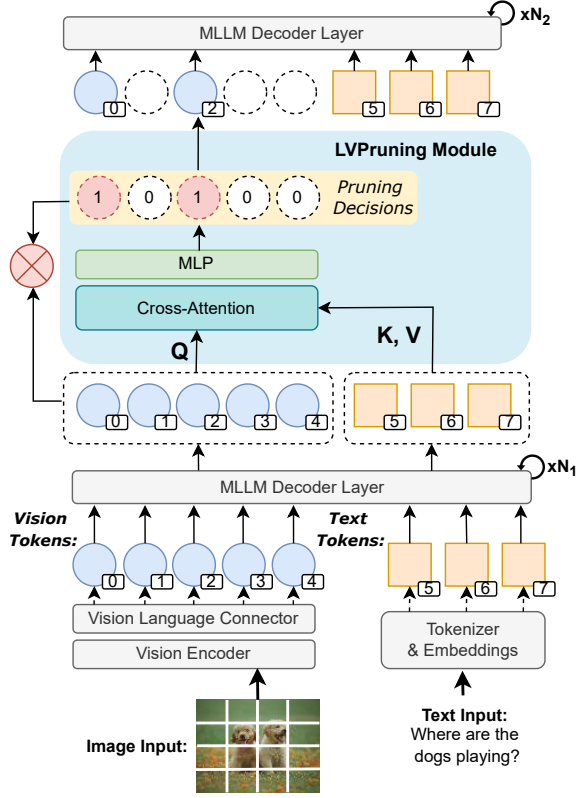 MLLM Decoder Layer
xN2
0 2 5 6 7
LVPruning Module
1 0 1 0 0
Pruning
Decisions
MLP
Cross-Attention
Q
K, V
0 1 2 3 4 5 6 7
MLLM Decoder Layer
xN1
Vision
Tokens:
Text
Tokens:
0 1 2 3 4 5 6 7
Vision Language Connector
Vision Encoder
Tokenizer
& Embeddings
Image Input:
Text Input:
Where are the
dogs playing?